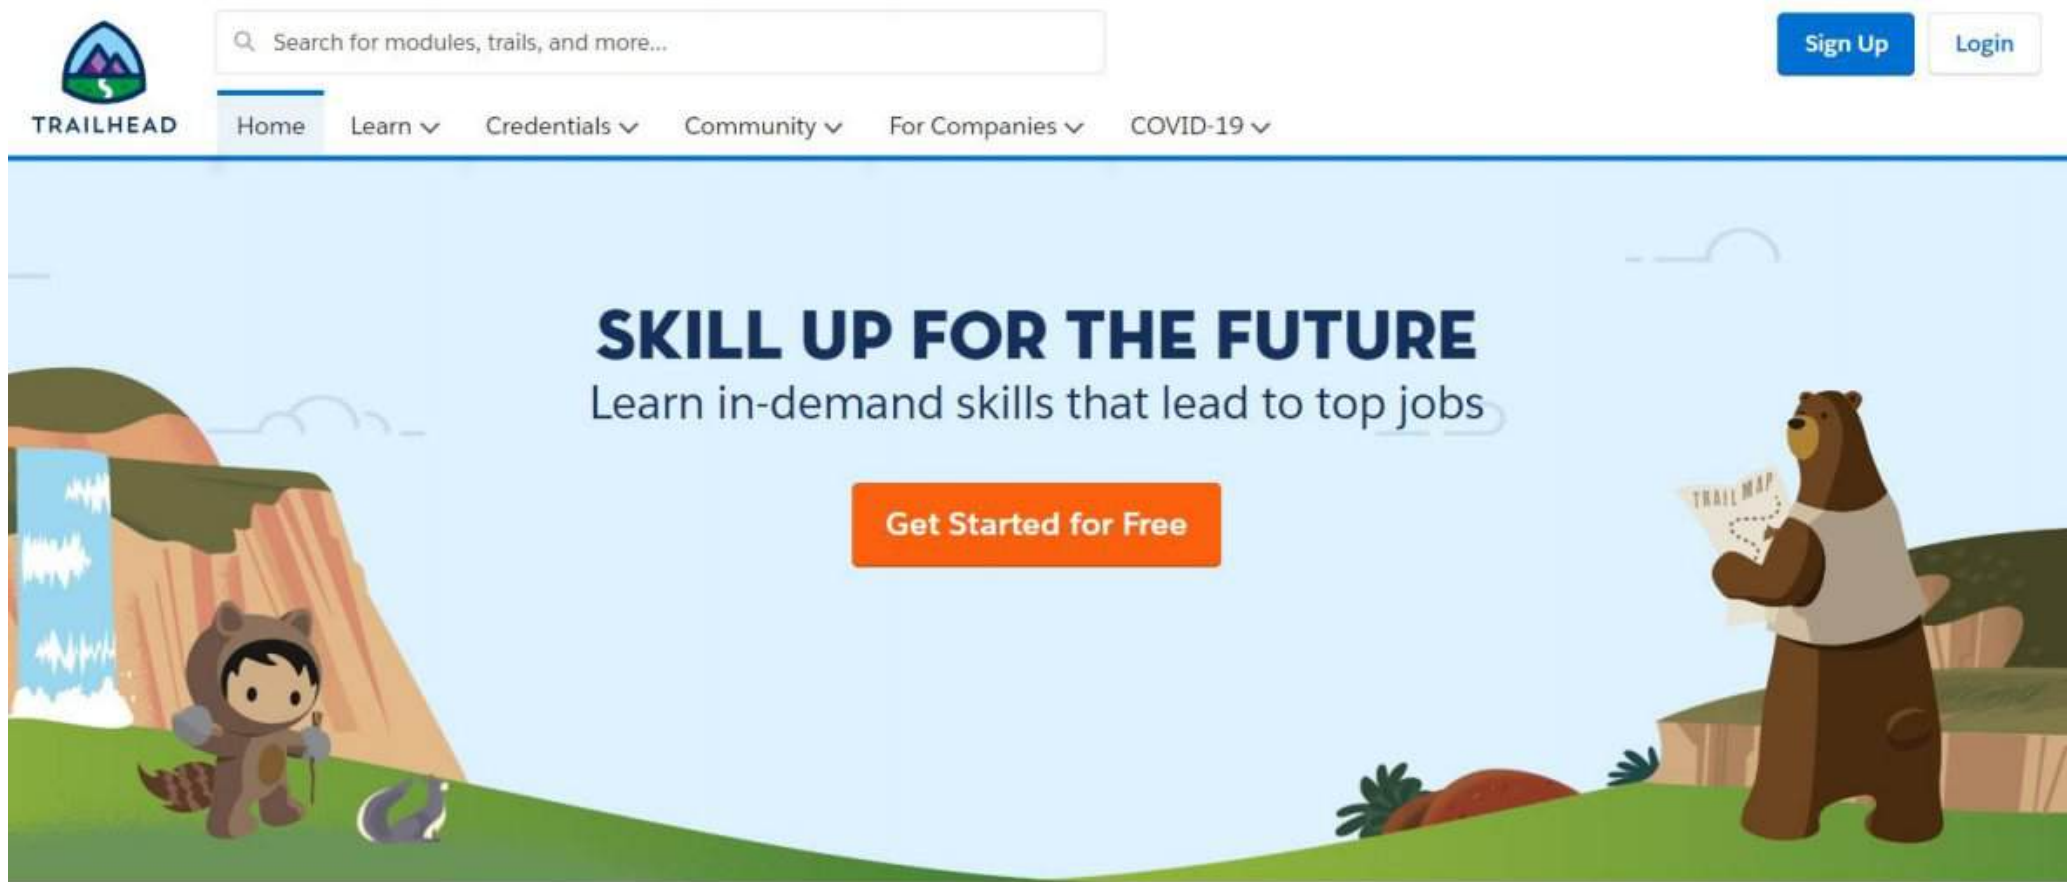 Search for modules, trails, and more...
Sign Up
Login
TRAILHEAD
Home
Learn
Credentials
Community
For Companies
COVID-19
SKILL UP FOR THE FUTURE
Learn in-demand skills that lead to top jobs
Get Started for Free
TRAIL MAP